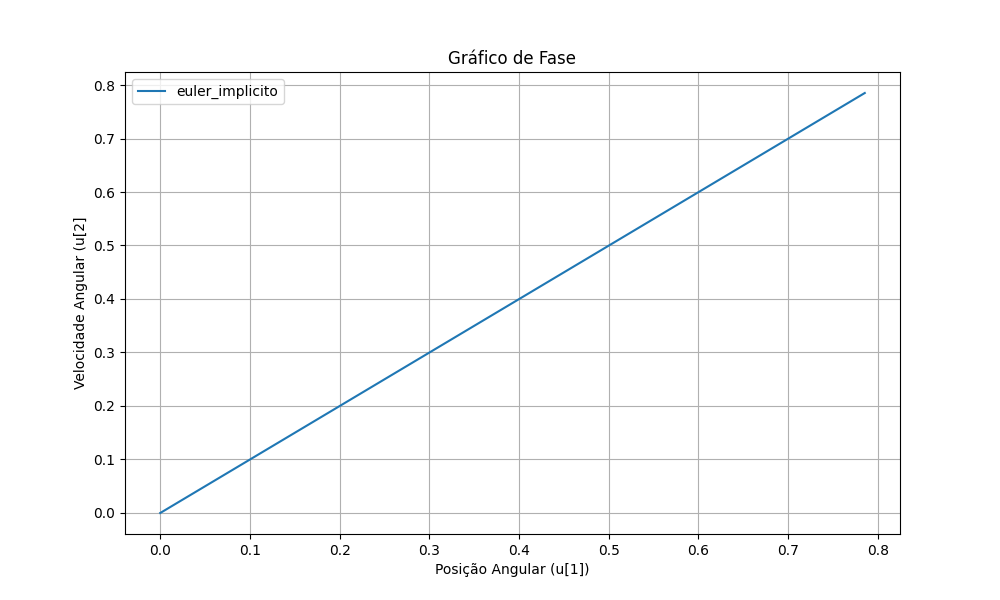 Gráfico de Fase
euler_implicito
Velocidade Angular (u[2]
0.8
0.7
0.6
0.5
0.4
0.3
0.2
0.1
0.0
0.0 0.1 0.2 0.3 0.4 0.5 0.6 0.7 0.8
Posição Angular (u[1])